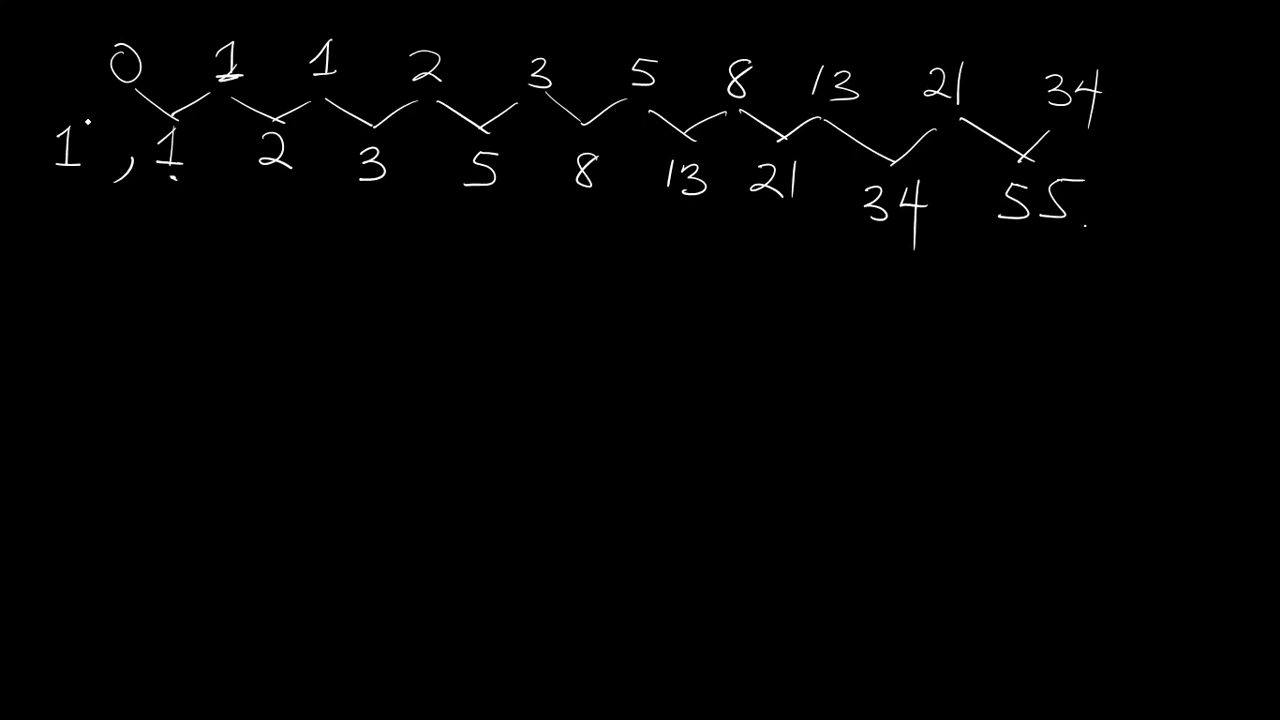 0 1 1 2 3 5 8 13 21 34
1 , 1 2 3 5 8 13 21 34 55.